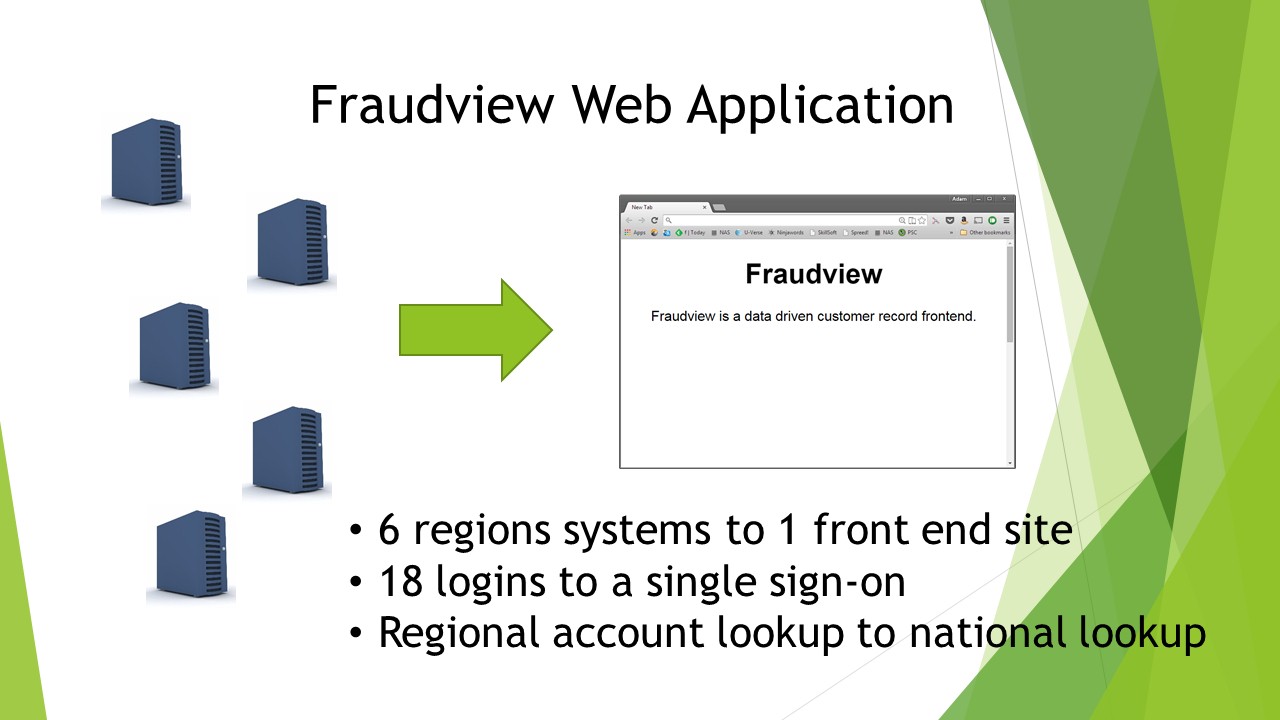 Fraudview Web Application
Adam
New Tab
Apps
F | Today
NAS
U-Verse
Ninjewords
SkillSoft
Spreed!
NAS
PSC
»
Other bookmarks
Fraudview
Fraudview is a data driven customer record frontend.
• 6 regions systems to 1 front end site
• 18 logins to a single sign-on
• Regional account lookup to national lookup